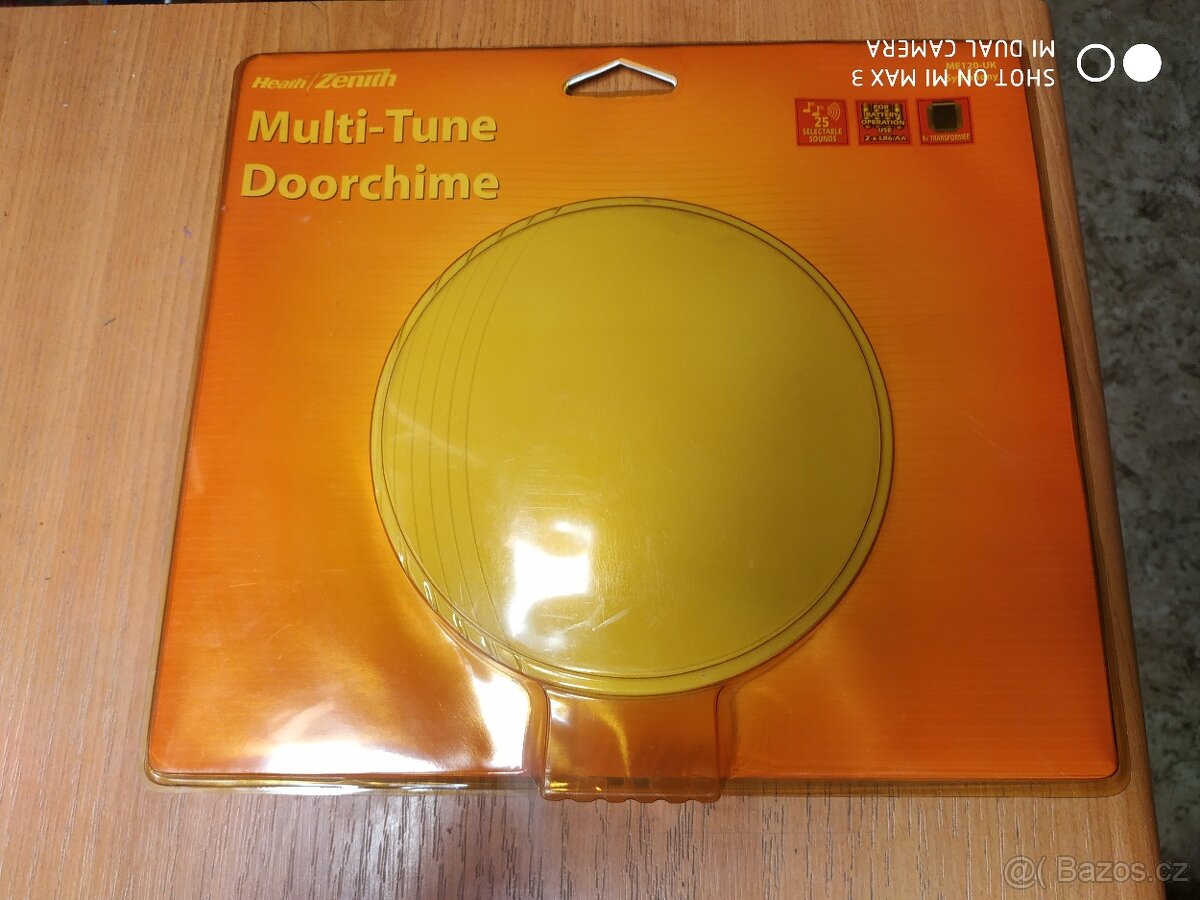 Heath/Zenith
Multi-Tune
Doorchime
SHOT ON MI MAX 3
MI DUAL CAMERA
ME120-UK
25
SELECTABLE
SOUNDS
FOR
BATTERY
OPERATION
USE
2 x LR6/AA
8v TRANSFORMER
@( Bazos.cz